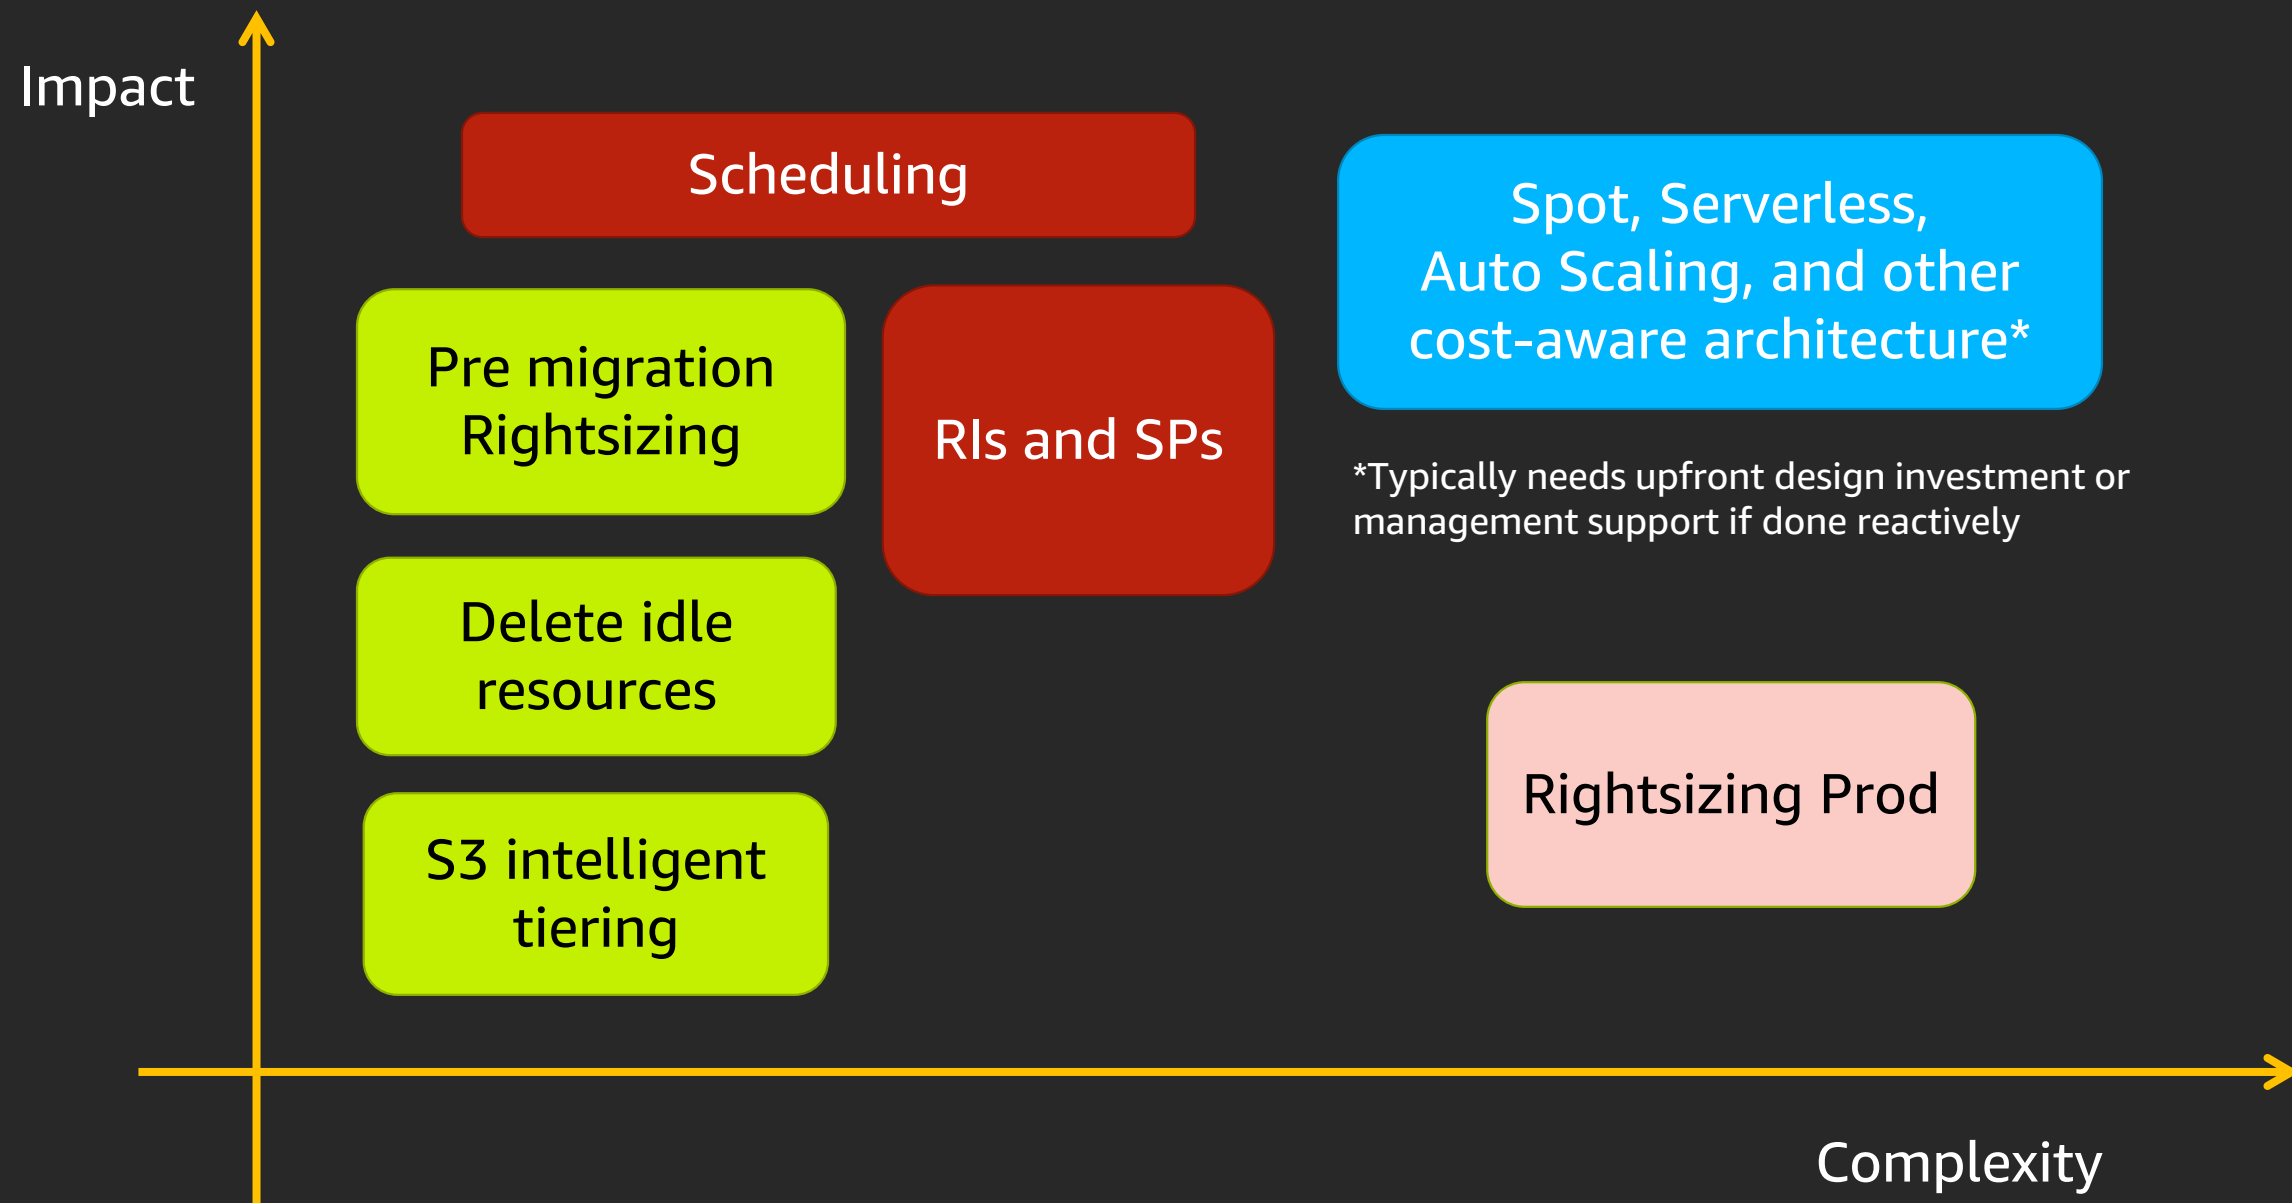 Impact
Scheduling
Spot, Serverless,
Auto Scaling, and other
cost-aware architecture*
Pre migration
Rightsizing
RIs and SPs
*Typically needs upfront design investment or
management support if done reactively
Delete idle
resources
Rightsizing Prod
S3 intelligent
tiering
Complexity